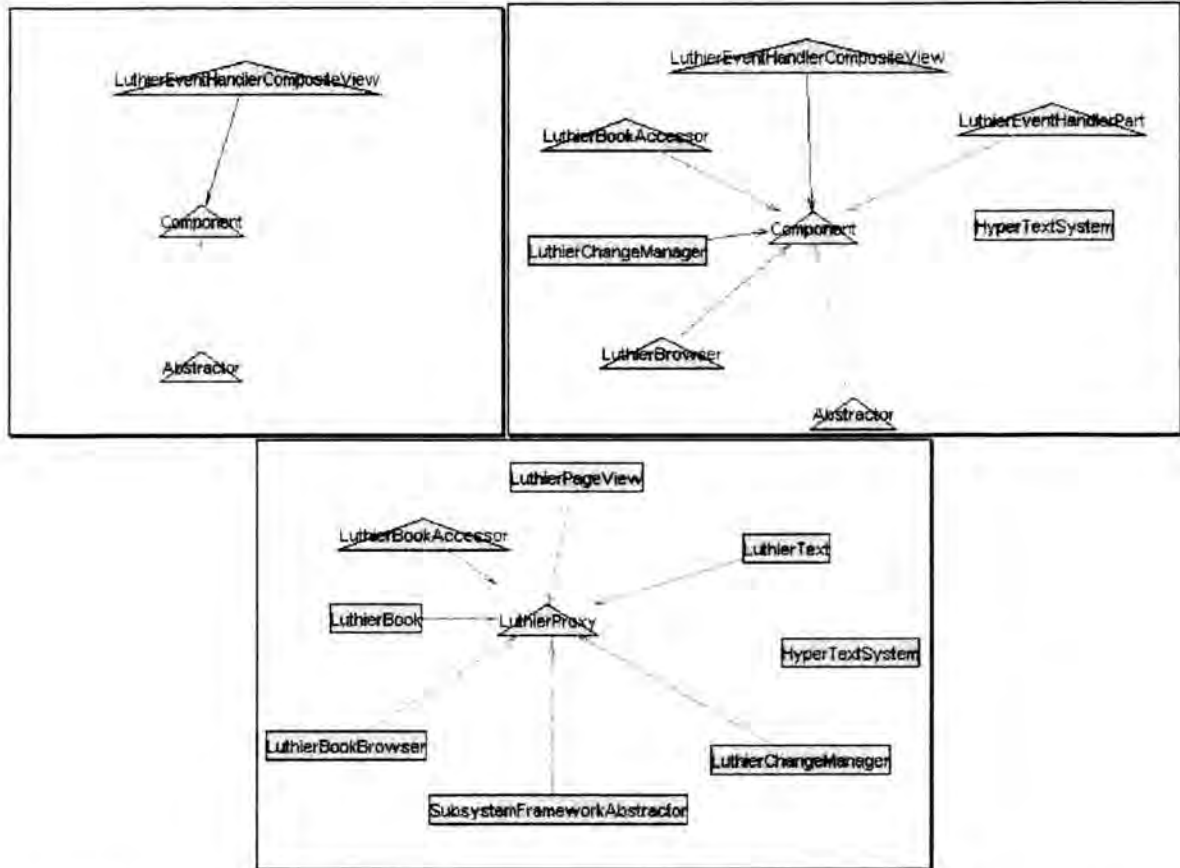 LuthierEventHandlerCompositeView
Component
Abstractor
LuthierEventHandlerCompositeView
LuthierEventHandlerPart
LuthierBookAccessor
Component
HyperTextSystem
LuthierChangeManager
LuthierBrowser
Abstractor
LuthierPageView
LuthierBookAccessor
LuthierText
LuthierBook
LuthierProxy
HyperTextSystem
LuthierBookBrowser
LuthierChangeManager
SubsystemFrameworkAbstractor